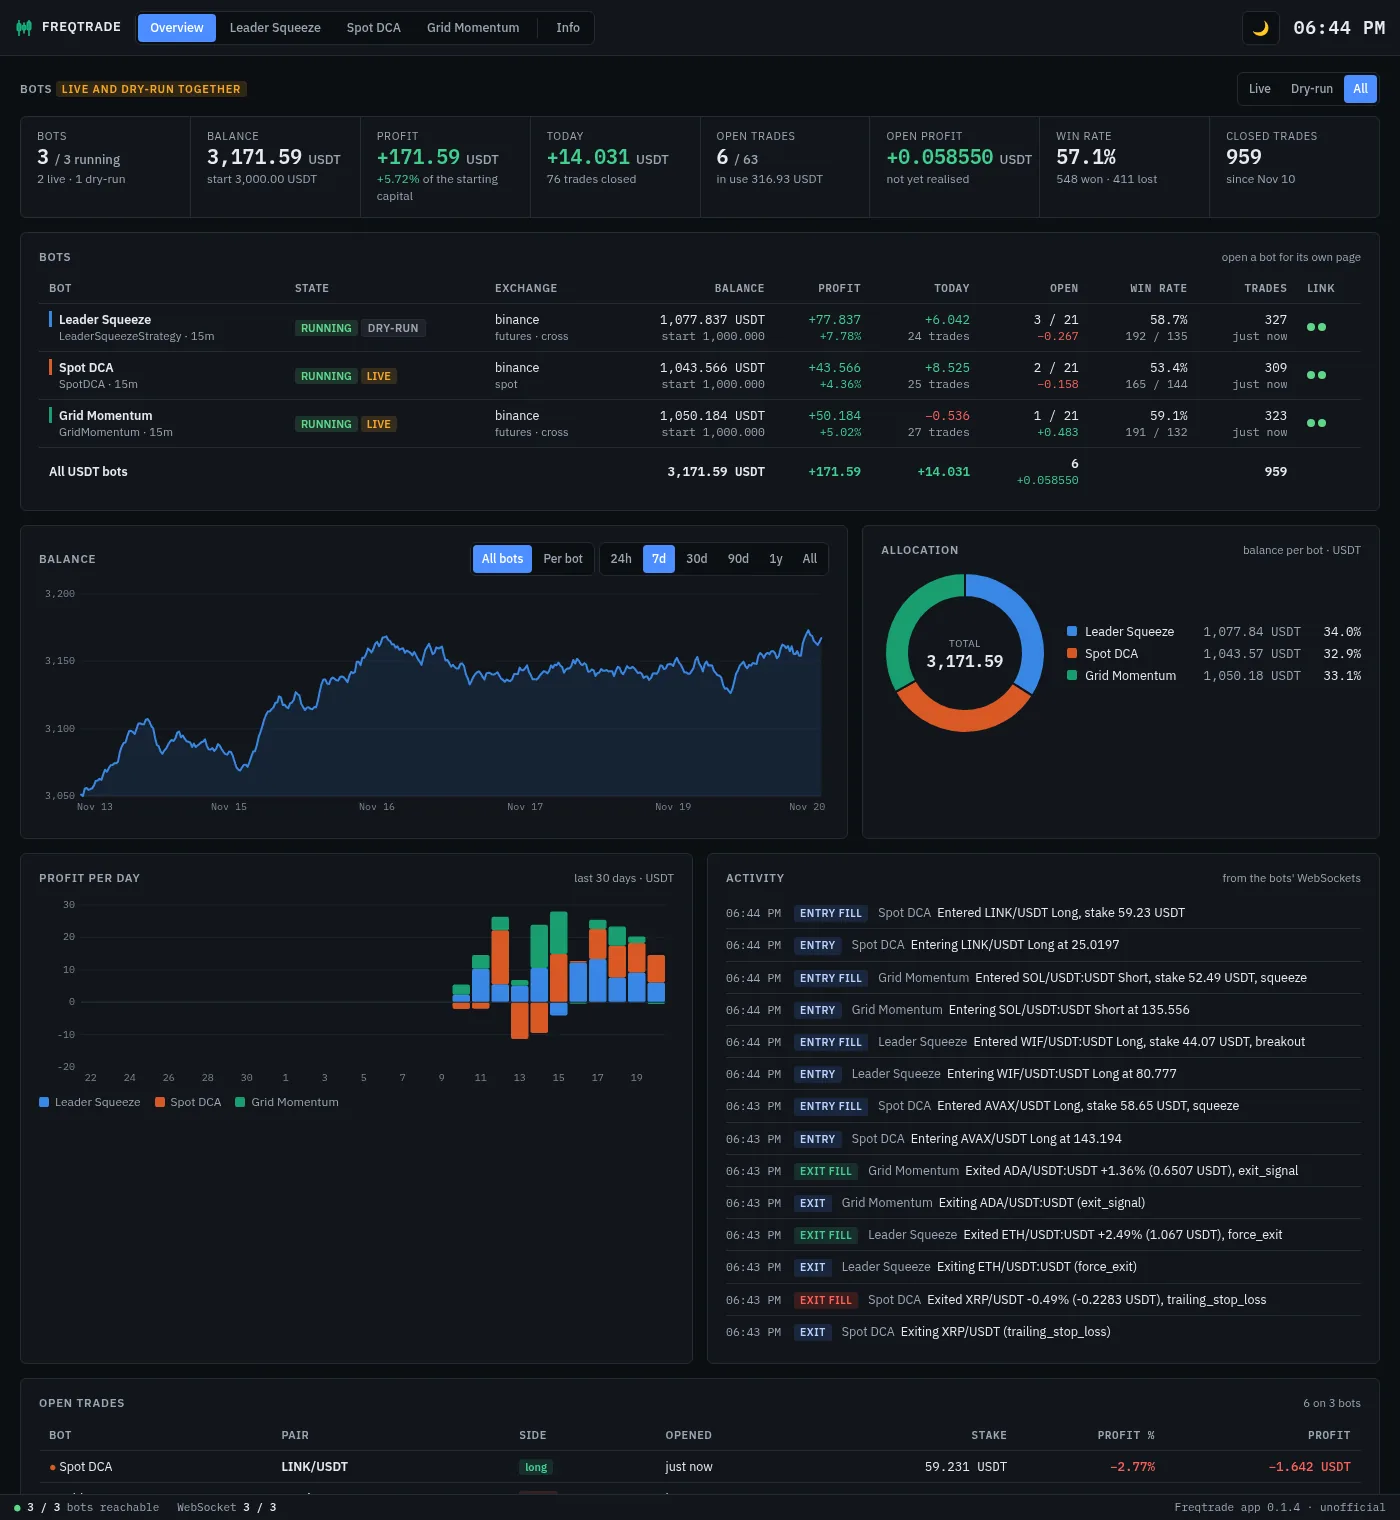 FREQTRADE Overview Leader Squeeze Spot DCA Grid Momentum Info 06:44 PM
BOTS LIVE AND DRY-RUN TOGETHER Live Dry-run All
BOTS BALANCE PROFIT TODAY OPEN TRADES OPEN PROFIT WIN RATE CLOSED TRADES
3 / 3 running 3,171.59 USDT +171.59 USDT +14.031 USDT 6 / 63 +0.058550 USDT 57.1% 959
2 live · 1 dry-run start 3,000.00 USDT +5.72% of the starting capital 76 trades closed in use 316.93 USDT not yet realised 548 won · 411 lost since Nov 10
BOTS open a bot for its own page
BOT STATE EXCHANGE BALANCE PROFIT TODAY OPEN WIN RATE TRADES LINK
Leader Squeeze RUNNING DRY-RUN binance 1,077.837 USDT +77.837 +6.042 3 / 21 58.7% 327
LeaderSqueezeStrategy · 15m futures · cross start 1,000.000 +7.78% 24 trades −0.267 192 / 135 just now
Spot DCA RUNNING LIVE binance 1,043.566 USDT +43.566 +8.525 2 / 21 53.4% 309
SpotDCA · 15m spot start 1,000.000 +4.36% 25 trades −0.158 165 / 144 just now
Grid Momentum RUNNING LIVE binance 1,050.184 USDT +50.184 −0.536 1 / 21 59.1% 323
GridMomentum · 15m futures · cross start 1,000.000 +5.02% 27 trades +0.483 191 / 132 just now
All USDT bots 3,171.59 USDT +171.59 +14.031 6 959
+0.058550
BALANCE All bots Per bot 24h 7d 30d 90d 1y All
3,200
3,150
3,100
3,050
Nov 13 Nov 15 Nov 16 Nov 17 Nov 19 Nov 20
ALLOCATION balance per bot · USDT
TOTAL
3,171.59
Leader Squeeze 1,077.84 USDT 34.0%
Spot DCA 1,043.57 USDT 32.9%
Grid Momentum 1,050.18 USDT 33.1%
PROFIT PER DAY last 30 days · USDT
30
20
10
0
-10
-20
22 24 26 28 30 1 3 5 7 9 11 13 15 17 19
Leader Squeeze Spot DCA Grid Momentum
ACTIVITY from the bots' WebSockets
06:44 PM ENTRY FILL Spot DCA Entered LINK/USDT Long, stake 59.23 USDT
06:44 PM ENTRY Spot DCA Entering LINK/USDT Long at 25.0197
06:44 PM ENTRY FILL Grid Momentum Entered SOL/USDT:USDT Short, stake 52.49 USDT, squeeze
06:44 PM ENTRY Grid Momentum Entering SOL/USDT:USDT Short at 135.556
06:44 PM ENTRY FILL Leader Squeeze Entered WIF/USDT:USDT Long, stake 44.07 USDT, breakout
06:44 PM ENTRY Leader Squeeze Entering WIF/USDT:USDT Long at 80.777
06:43 PM ENTRY FILL Spot DCA Entered AVAX/USDT Long, stake 58.65 USDT, squeeze
06:43 PM ENTRY Spot DCA Entering AVAX/USDT Long at 143.194
06:43 PM EXIT FILL Grid Momentum Exited ADA/USDT:USDT +1.36% (0.6507 USDT), exit_signal
06:43 PM EXIT Grid Momentum Exiting ADA/USDT:USDT (exit_signal)
06:43 PM EXIT FILL Leader Squeeze Exited ETH/USDT:USDT +2.49% (1.067 USDT), force_exit
06:43 PM EXIT Leader Squeeze Exiting ETH/USDT:USDT (force_exit)
06:43 PM EXIT FILL Spot DCA Exited XRP/USDT -0.49% (-0.2283 USDT), trailing_stop_loss
06:43 PM EXIT Spot DCA Exiting XRP/USDT (trailing_stop_loss)
OPEN TRADES 6 on 3 bots
BOT PAIR SIDE OPENED STAKE PROFIT % PROFIT
Spot DCA LINK/USDT long just now 59.231 USDT −2.77% −1.642 USDT
3 / 3 bots reachable WebSocket 3 / 3 Freqtrade app 0.1.4 · unofficial